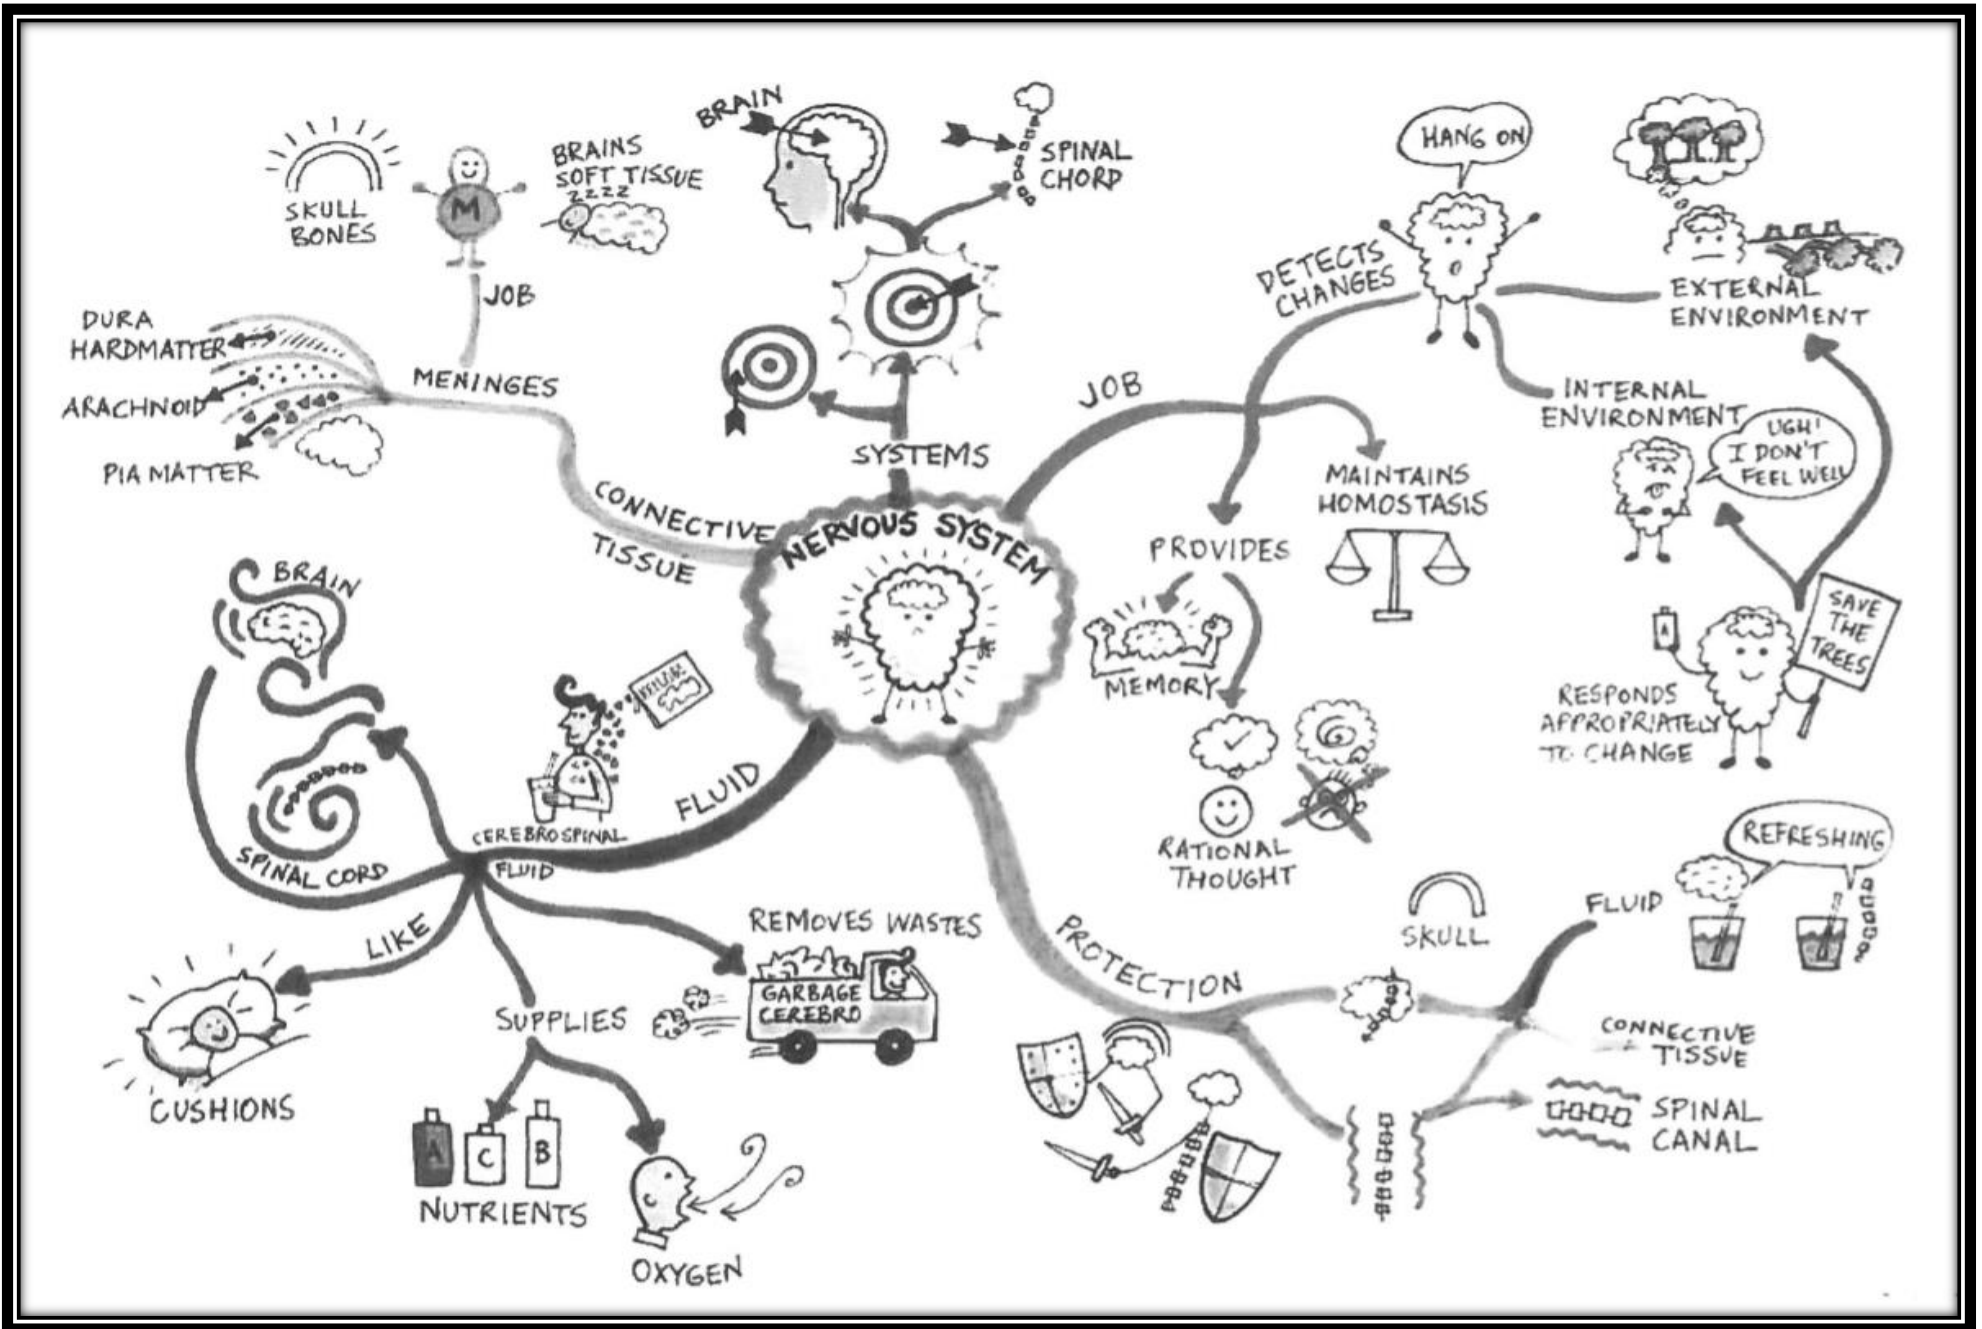 NERVOUS SYSTEM
SYSTEMS
BRAIN
SPINAL
CHORD
JOB
DETECTS
CHANGES
HANG ON
EXTERNAL
ENVIRONMENT
INTERNAL
ENVIRONMENT
UGH!
I DON'T
FEEL WELL
SAVE
THE
TREES
A
RESPONDS
APPROPRIATELY
TO CHANGE
MAINTAINS
HOMOSTASIS
PROVIDES
MEMORY
RATIONAL
THOUGHT
PROTECTION
SKULL
FLUID
REFRESHING
CONNECTIVE
TISSUE
SPINAL
CANAL
FLUID
CEREBROSPINAL
FLUID
BRAIN
SPINAL CORD
LIKE
CUSHIONS
SUPPLIES
A
C
B
NUTRIENTS
OXYGEN
REMOVES WASTES
GARBAGE
CEREBRO
CONNECTIVE
TISSUE
MENINGES
JOB
M
SKULL
BONES
BRAINS
SOFT TISSUE
ZZZZ
DURA
HARDMATTER
ARACHNOID
PIA MATTER